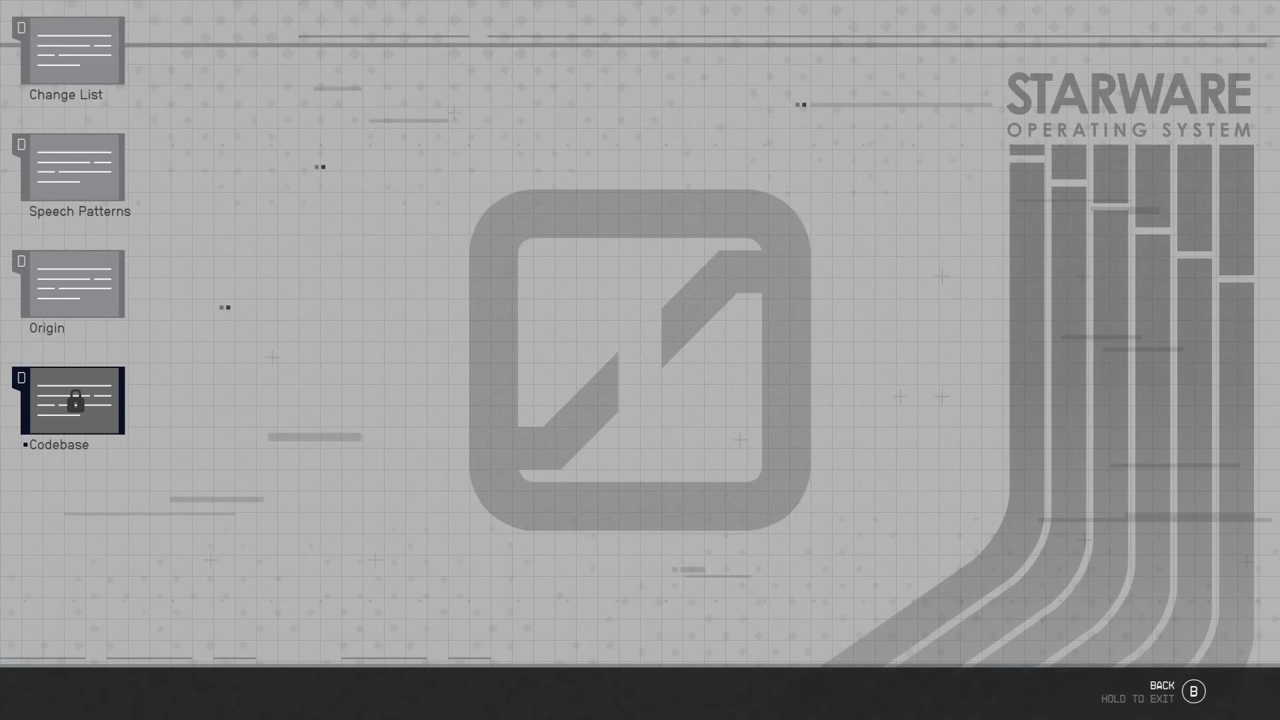 Change List
Speech Patterns
Origin
Codebase
STARWARE
OPERATING SYSTEM
BACK
HOLD TO EXIT
B